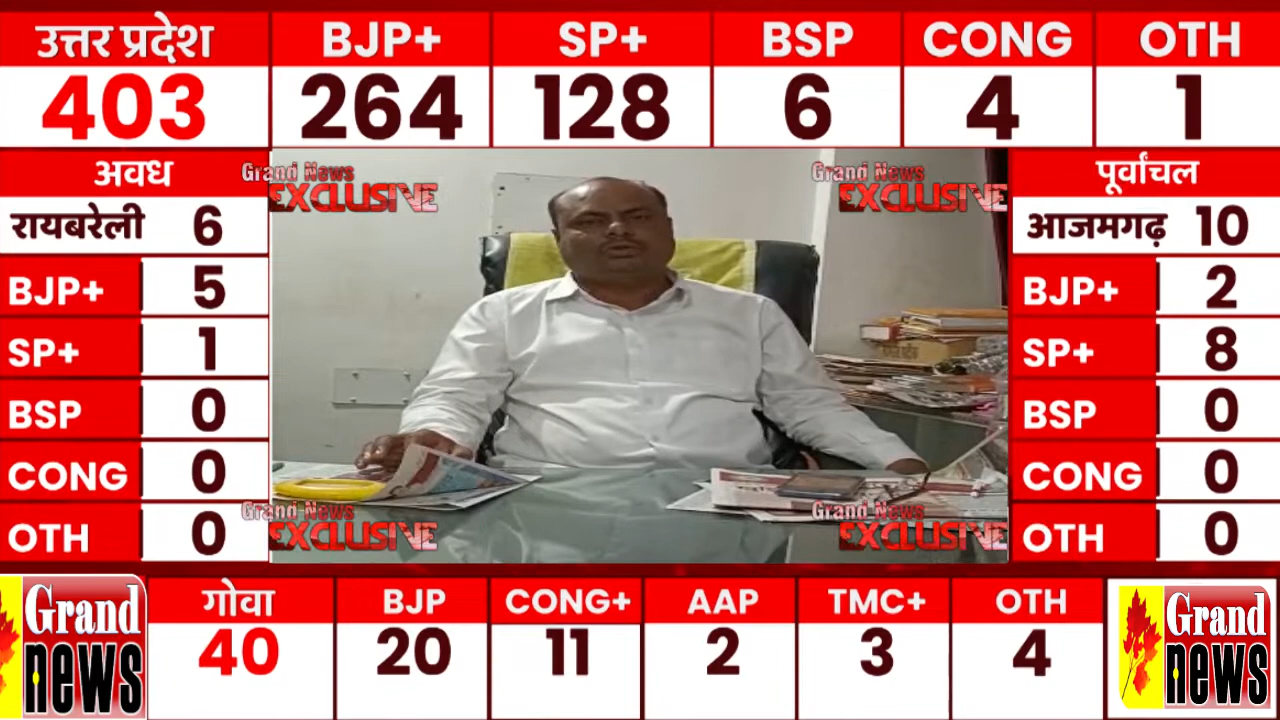 उत्तर प्रदेश BJP+ SP+ BSP CONG OTH
403 264 128 6 4 1
अवध
रायबरेली 6
BJP+ 5
SP+ 1
BSP 0
CONG 0
OTH 0
Grand News
EXCLUSIVE
Grand News
EXCLUSIVE
Grand News
EXCLUSIVE
Grand News
EXCLUSIVE
पूर्वांचल
आजमगढ़ 10
BJP+ 2
SP+ 8
BSP 0
CONG 0
OTH 0
Grand
news
गोवा BJP CONG+ AAP TMC+ OTH
40 20 11 2 3 4
Grand
news